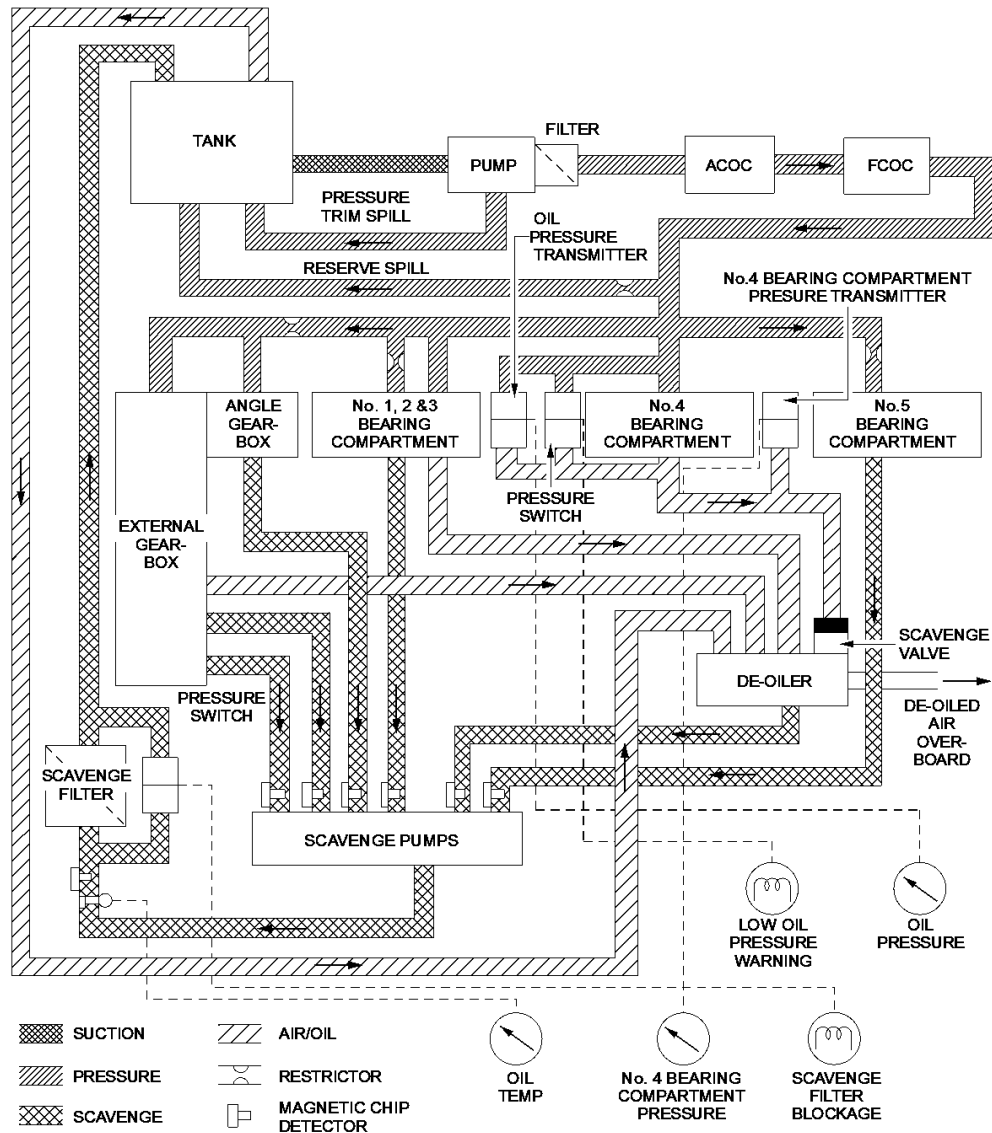 TANK
PUMP
FILTER
ACOC
FCOC
PRESSURE
TRIM SPILL
OIL
PRESSURE
TRANSMITTER
RESERVE SPILL
No.4 BEARING COMPARTMENT
PRESURE TRANSMITTER
ANGLE
GEAR-
BOX
No. 1, 2 &3
BEARING
COMPARTMENT
No.4
BEARING
COMPARTMENT
No.5
BEARING
COMPARTMENT
PRESSURE
SWITCH
EXTERNAL
GEAR-
BOX
SCAVENGE
VALVE
DE-OILER
DE-OILED
AIR
OVER-
BOARD
PRESSURE
SWITCH
SCAVENGE
FILTER
SCAVENGE PUMPS
LOW OIL
PRESSURE
WARNING
OIL
PRESSURE
SUCTION
PRESSURE
SCAVENGE
AIR/OIL
RESTRICTOR
MAGNETIC CHIP
DETECTOR
OIL
TEMP
No. 4 BEARING
COMPARTMENT
PRESSURE
SCAVENGE
FILTER
BLOCKAGE